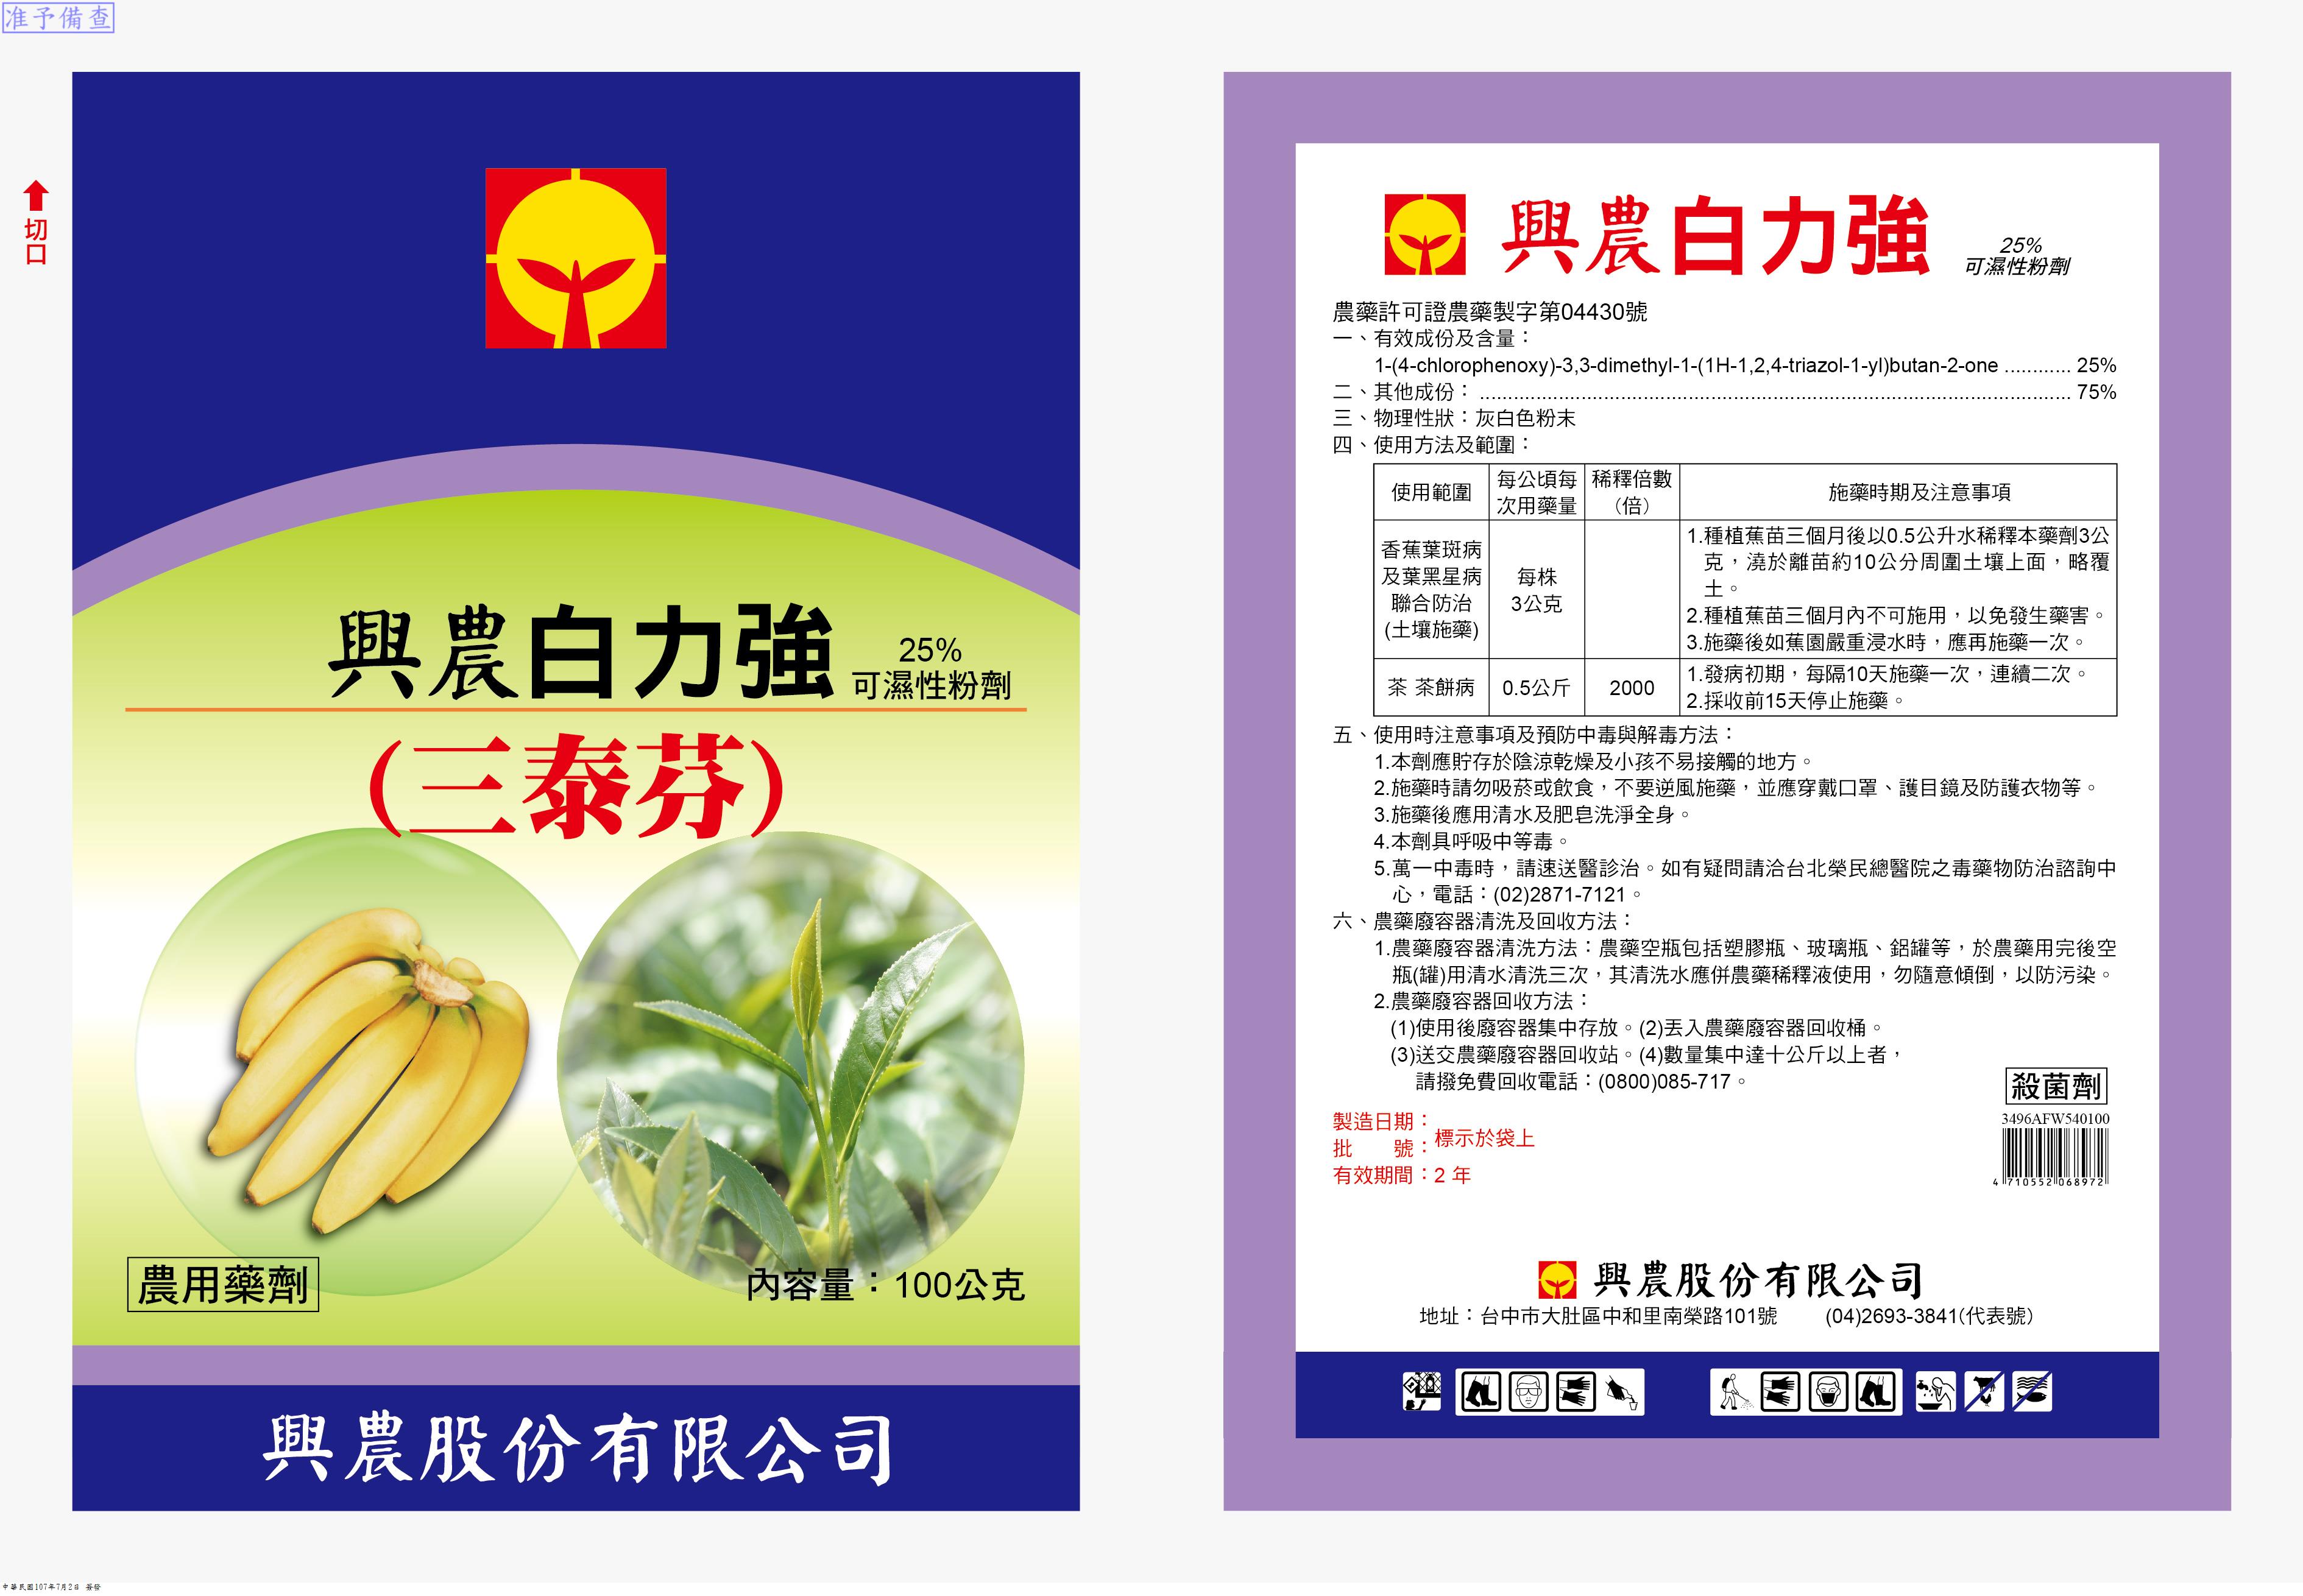 准予備查
切口
興農白力強
25%
可濕性粉劑
(三泰芬)
農用藥劑
內容量：100公克
興農股份有限公司
興農白力強
25%
可濕性粉劑
農藥許可證農藥製字第04430號
一、有效成份及含量：
1-(4-chlorophenoxy)-3,3-dimethyl-1-(1H-1,2,4-triazol-1-yl)butan-2-one ............ 25%
二、其他成份：.......................................................................................................... 75%
三、物理性狀：灰白色粉末
四、使用方法及範圍：
使用範圍 每公頃每次用藥量 稀釋倍數（倍） 施藥時期及注意事項
香蕉葉斑病
及葉黑星病
聯合防治
(土壤施藥)
每株
3公克
1.種植蕉苗三個月後以0.5公升水稀釋本藥劑3公
克，澆於離苗約10公分周圍土壤上面，略覆
土。
2.種植蕉苗三個月內不可施用，以免發生藥害。
3.施藥後如蕉園嚴重浸水時，應再施藥一次。
茶 茶餅病 0.5公斤 2000
1.發病初期，每隔10天施藥一次，連續二次。
2.採收前15天停止施藥。
五、使用時注意事項及預防中毒與解毒方法：
1.本劑應貯存於陰涼乾燥及小孩不易接觸的地方。
2.施藥時請勿吸菸或飲食，不要逆風施藥，並應穿戴口罩、護目鏡及防護衣物等。
3.施藥後應用清水及肥皂洗淨全身。
4.本劑具呼吸中等毒。
5.萬一中毒時，請速送醫診治。如有疑問請洽台北榮民總醫院之毒藥物防治諮詢中
心，電話：(02)2871-7121。
六、農藥廢容器清洗及回收方法：
1.農藥廢容器清洗方法：農藥空瓶包括塑膠瓶、玻璃瓶、鋁罐等，於農藥用完後空
瓶(罐)用清水清洗三次，其清洗水應併農藥稀釋液使用，勿隨意傾倒，以防污染。
2.農藥廢容器回收方法：
(1)使用後廢容器集中存放。(2)丟入農藥廢容器回收桶。
(3)送交農藥廢容器回收站。(4)數量集中達十公斤以上者，
請撥免費回收電話：(0800)085-717。
殺菌劑
3496AFW540100
4 710552 068972
製造日期：
批　　號：標示於袋上
有效期間：2 年
興農股份有限公司
地址：台中市大肚區中和里南榮路101號 (04)2693-3841(代表號)
中華民國107年7月2日 簽發